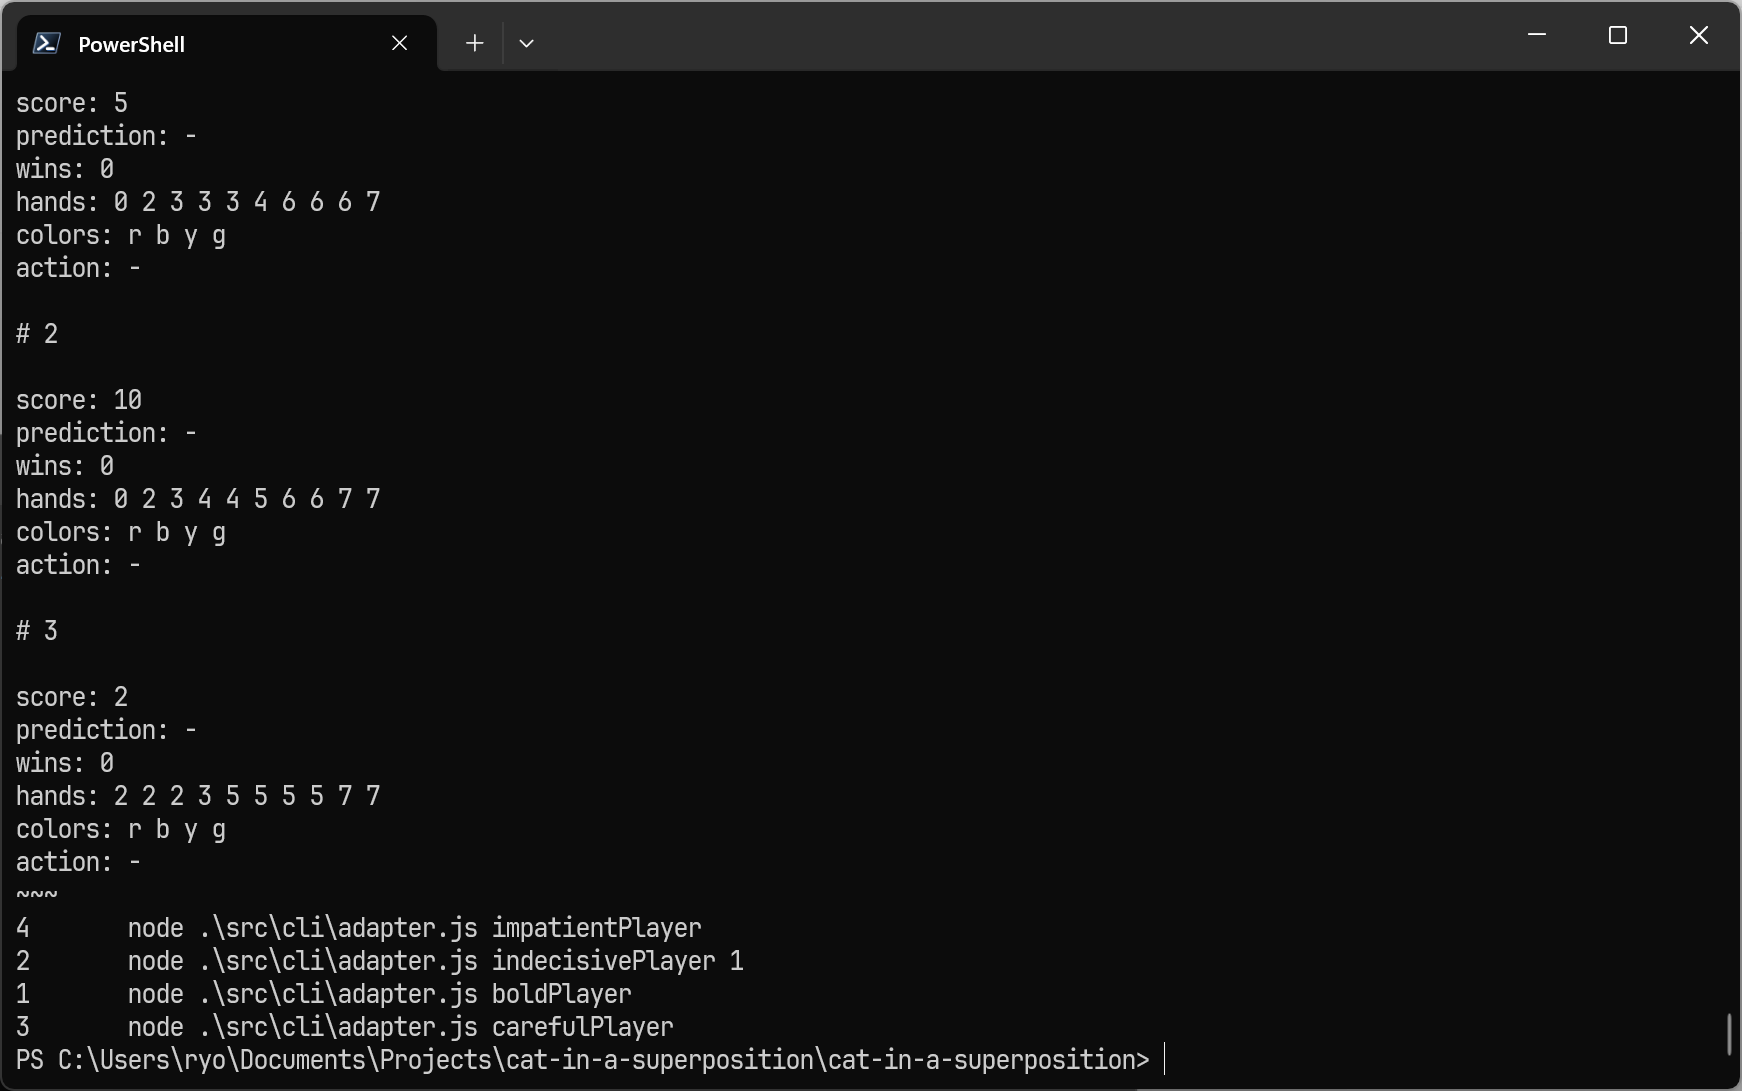 PowerShell
score: 5
prediction: -
wins: 0
hands: 0 2 3 3 3 4 6 6 6 7
colors: r b y g
action: -
# 2
score: 10
prediction: -
wins: 0
hands: 0 2 3 4 4 5 6 6 7 7
colors: r b y g
action: -
# 3
score: 2
prediction: -
wins: 0
hands: 2 2 2 3 5 5 5 5 7 7
colors: r b y g
action: -
~~~
4       node .\src\cli\adapter.js impatientPlayer
2       node .\src\cli\adapter.js indecisivePlayer 1
1       node .\src\cli\adapter.js boldPlayer
3       node .\src\cli\adapter.js carefulPlayer
PS C:\Users\ryo\Documents\Projects\cat-in-a-superposition\cat-in-a-superposition>